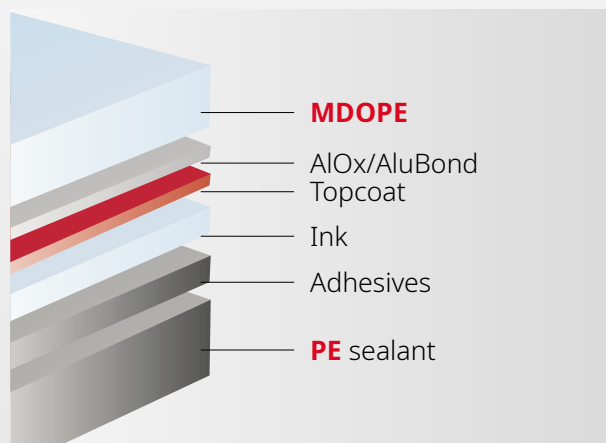 MDOPE
AlOx/AluBond
Topcoat
Ink
Adhesives
PE sealant